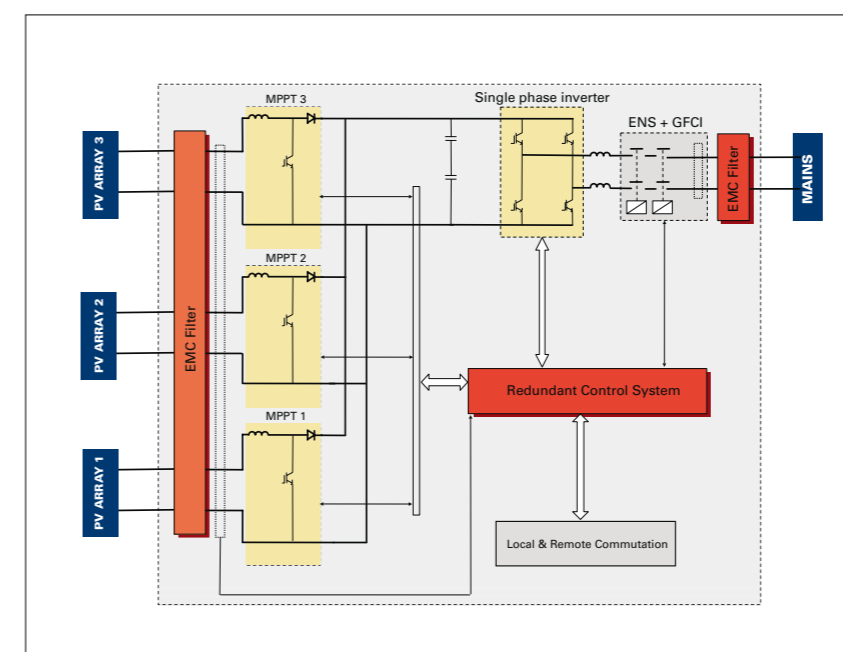 MPPT 3
Single phase inverter
ENS + GFCI
PV ARRAY 3
EMC Filter
EMC Filter
MAINS
MPPT 2
PV ARRAY 2
Redundant Control System
MPPT 1
PV ARRAY 1
Local & Remote Commutation